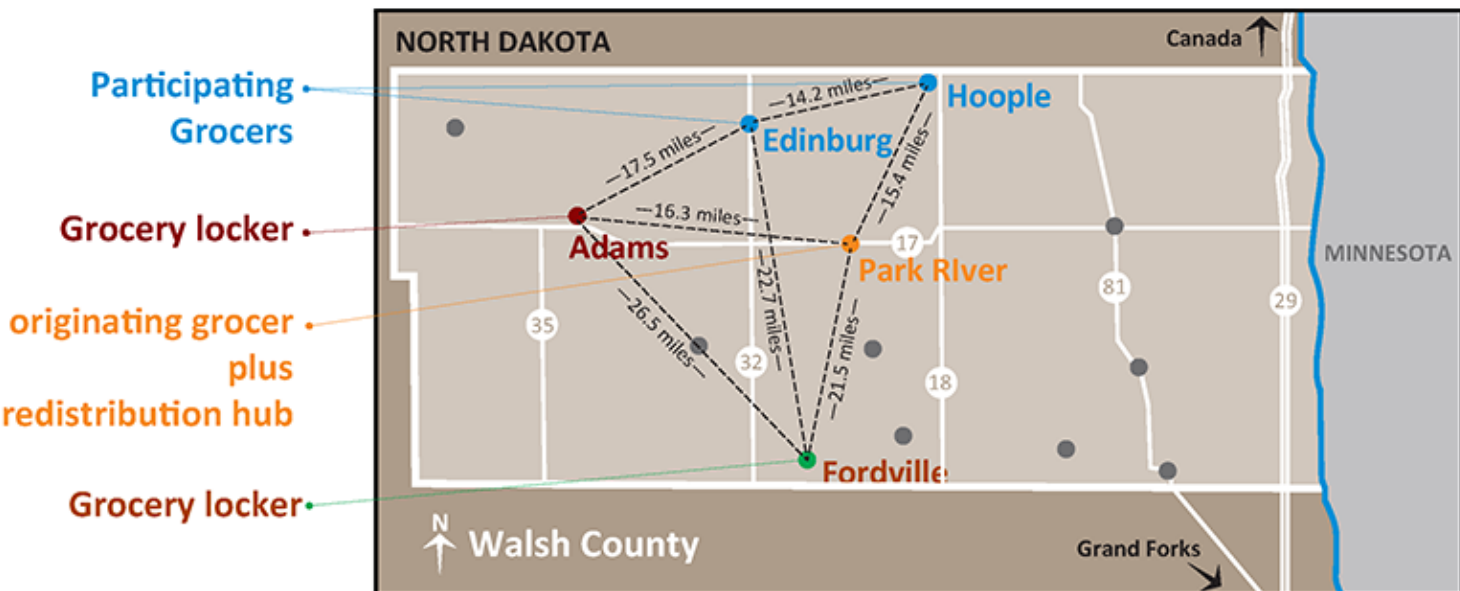 NORTH DAKOTA
Canada
Participating
Grocers
Hoople
—14.2 miles—
Edinburg
—17.5 miles—
—15.4 miles—
Grocery locker
—16.3 miles—
Adams
17
Park RIver
MINNESOTA
originating grocer
plus
redistribution hub
—22.7 miles—
—26.5 miles—
—21.5 miles—
35
32
18
81
29
Fordville
Grocery locker
N
Walsh County
Grand Forks